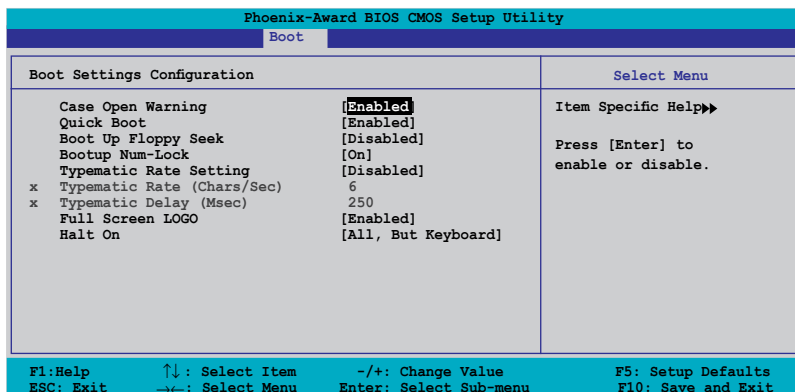 Phoenix-Award BIOS CMOS Setup Utility
Boot
Boot Settings Configuration
Select Menu
Case Open Warning [Enabled]
Quick Boot [Enabled]
Boot Up Floppy Seek [Disabled]
Bootup Num-Lock [On]
Typematic Rate Setting [Disabled]
x Typematic Rate (Chars/Sec) 6
x Typematic Delay (Msec) 250
Full Screen LOGO [Enabled]
Halt On [All, But Keyboard]
Item Specific Help▶▶
Press [Enter] to
enable or disable.
F1:Help ↑↓ : Select Item -/+: Change Value F5: Setup Defaults
ESC: Exit →←: Select Menu Enter: Select Sub-menu F10: Save and Exit